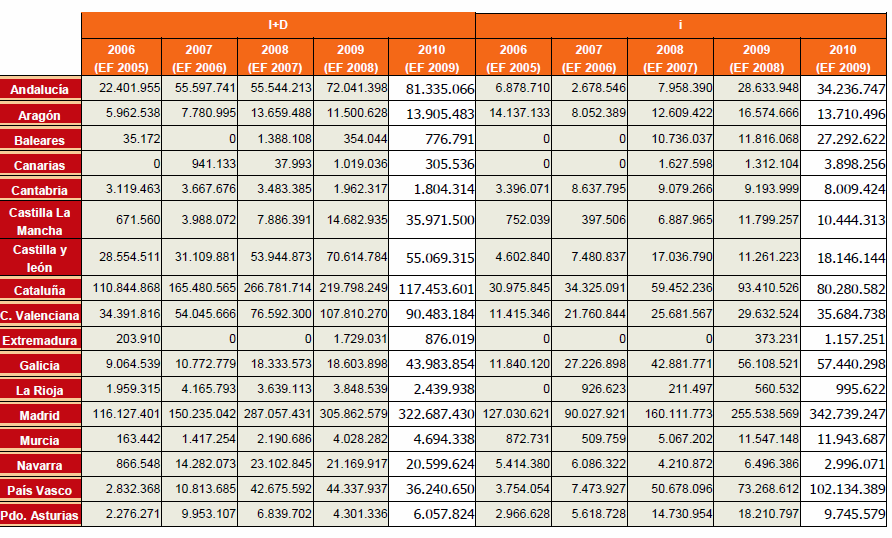 I+D i
2006 2007 2008 2009 2010 2006 2007 2008 2009 2010
(EF 2005) (EF 2006) (EF 2007) (EF 2008) (EF 2009) (EF 2005) (EF 2006) (EF 2007) (EF 2008) (EF 2009)
Andalucía 22.401.955 55.597.741 55.544.213 72.041.398 81.335.066 6.878.710 2.678.546 7.958.390 28.633.948 34.236.747
Aragón 5.962.538 7.780.995 13.659.488 11.500.628 13.905.483 14.137.133 8.052.389 12.609.422 16.574.666 13.710.496
Baleares 35.172 0 1.388.108 354.044 776.791 0 0 10.736.037 11.816.068 27.292.622
Canarias 0 941.133 37.993 1.019.036 305.536 0 0 1.627.598 1.312.104 3.898.256
Cantabria 3.119.463 3.667.676 3.483.385 1.962.317 1.804.314 3.396.071 8.637.795 9.079.266 9.193.999 8.009.424
Castilla La
Mancha 671.560 3.988.072 7.886.391 14.682.935 35.971.500 752.039 397.506 6.887.965 11.799.257 10.444.313
Castilla y
león 28.554.511 31.109.881 53.944.873 70.614.784 55.069.315 4.602.840 7.480.837 17.036.790 11.261.223 18.146.144
Cataluña 110.844.868 165.480.565 266.781.714 219.798.249 117.453.601 30.975.845 34.325.091 59.452.236 93.410.526 80.280.582
C. Valenciana 34.391.816 54.045.666 76.592.300 107.810.270 90.483.184 11.415.346 21.760.844 25.681.567 29.632.524 35.684.738
Extremadura 203.910 0 0 1.729.031 876.019 0 0 0 373.231 1.157.251
Galicia 9.064.539 10.772.779 18.333.573 18.603.898 43.983.854 11.840.120 27.226.898 42.881.771 56.108.521 57.440.298
La Rioja 1.959.315 4.165.793 3.639.113 3.848.539 2.439.938 0 926.623 211.497 560.532 995.622
Madrid 116.127.401 150.235.042 287.057.431 305.862.579 322.687.430 127.030.621 90.027.921 160.111.773 255.538.569 342.739.247
Murcia 163.442 1.417.254 2.190.686 4.028.282 4.694.338 872.731 509.759 5.067.202 11.547.148 11.943.687
Navarra 866.548 14.282.073 23.102.845 21.169.917 20.599.624 5.414.380 6.086.322 4.210.872 6.496.386 2.996.071
País Vasco 2.832.368 10.813.685 42.675.592 44.337.937 36.240.650 3.754.054 7.473.927 50.678.096 73.268.612 102.134.389
Pdo. Asturias 2.276.271 9.953.107 6.839.702 4.301.336 6.057.824 2.966.628 5.618.728 14.730.954 18.210.797 9.745.579